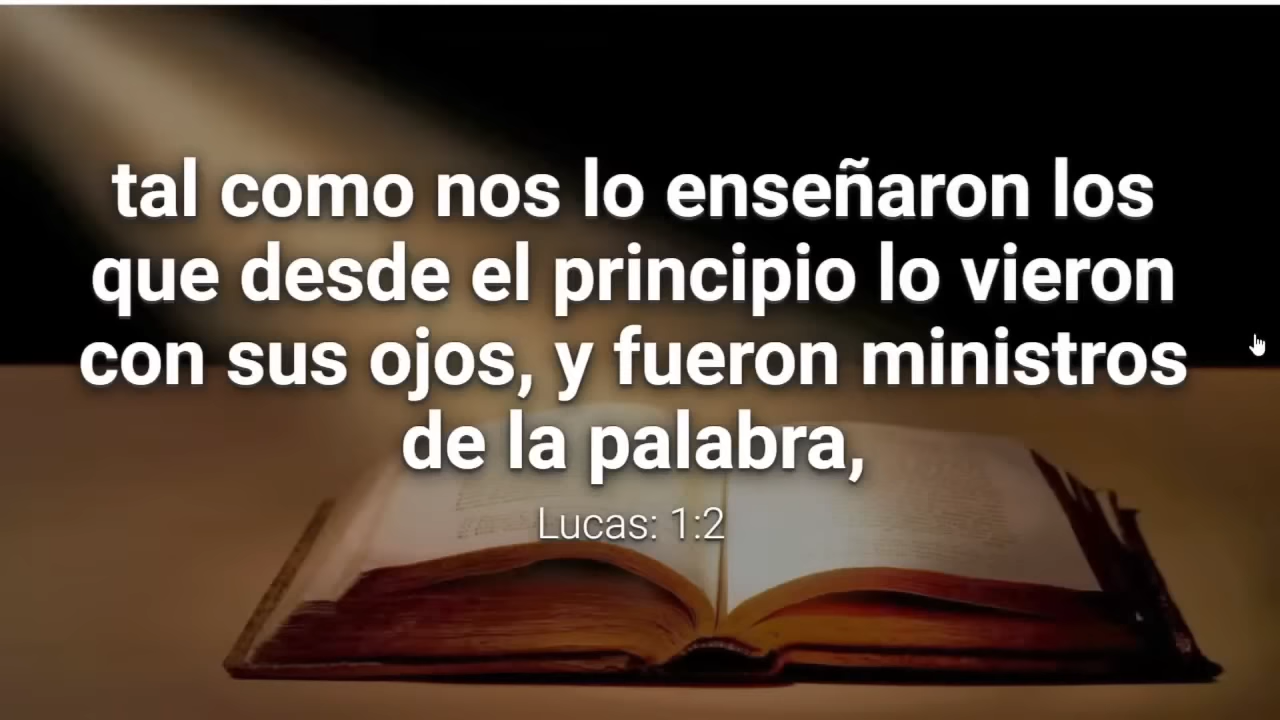 tal como nos lo enseñaron los
que desde el principio lo vieron
con sus ojos, y fueron ministros
de la palabra,
Lucas: 1:2